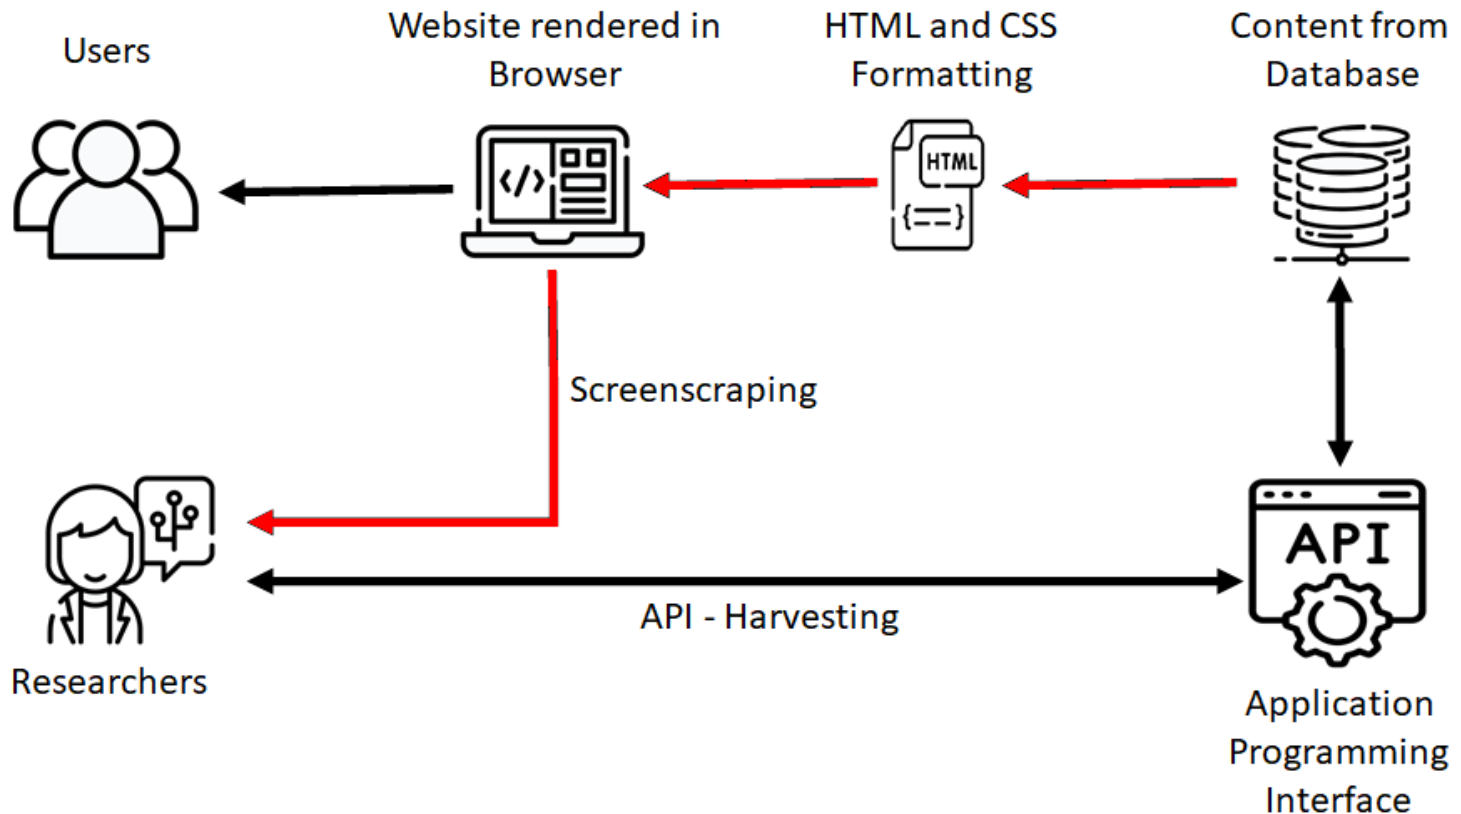 Users
Website rendered in
Browser
HTML and CSS
Formatting
Content from
Database
</>
HTML
{==}
Screenscraping
API
API - Harvesting
Researchers
Application
Programming
Interface